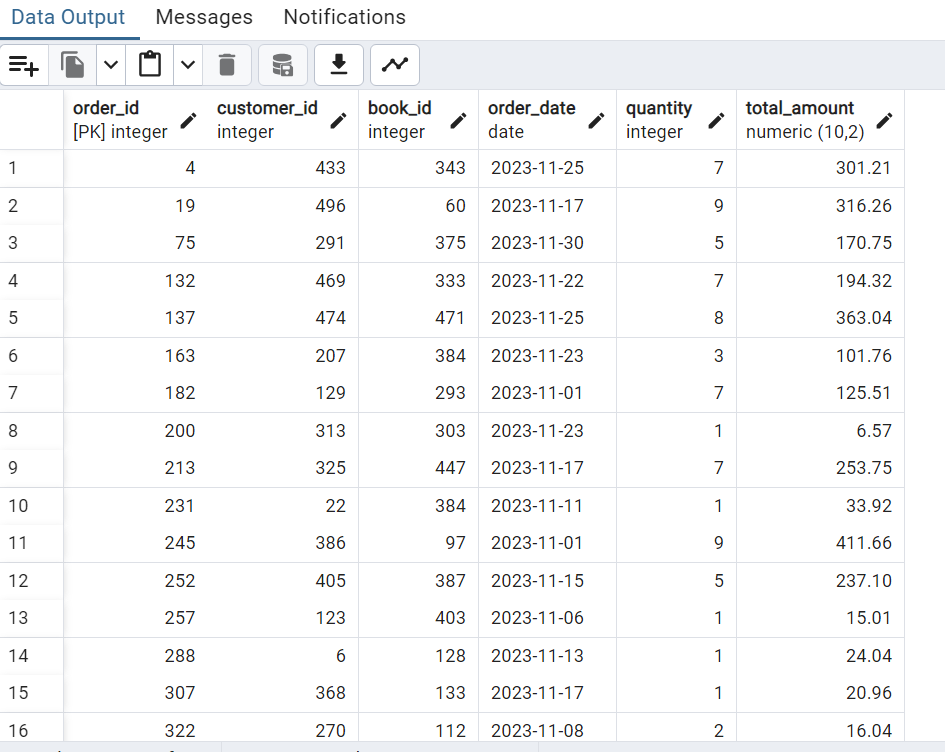 Data Output Messages Notifications
order_id customer_id book_id order_date quantity total_amount
[PK] integer integer integer date integer numeric (10,2)
1 4 433 343 2023-11-25 7 301.21
2 19 496 60 2023-11-17 9 316.26
3 75 291 375 2023-11-30 5 170.75
4 132 469 333 2023-11-22 7 194.32
5 137 474 471 2023-11-25 8 363.04
6 163 207 384 2023-11-23 3 101.76
7 182 129 293 2023-11-01 7 125.51
8 200 313 303 2023-11-23 1 6.57
9 213 325 447 2023-11-17 7 253.75
10 231 22 384 2023-11-11 1 33.92
11 245 386 97 2023-11-01 9 411.66
12 252 405 387 2023-11-15 5 237.10
13 257 123 403 2023-11-06 1 15.01
14 288 6 128 2023-11-13 1 24.04
15 307 368 133 2023-11-17 1 20.96
16 322 270 112 2023-11-08 2 16.04